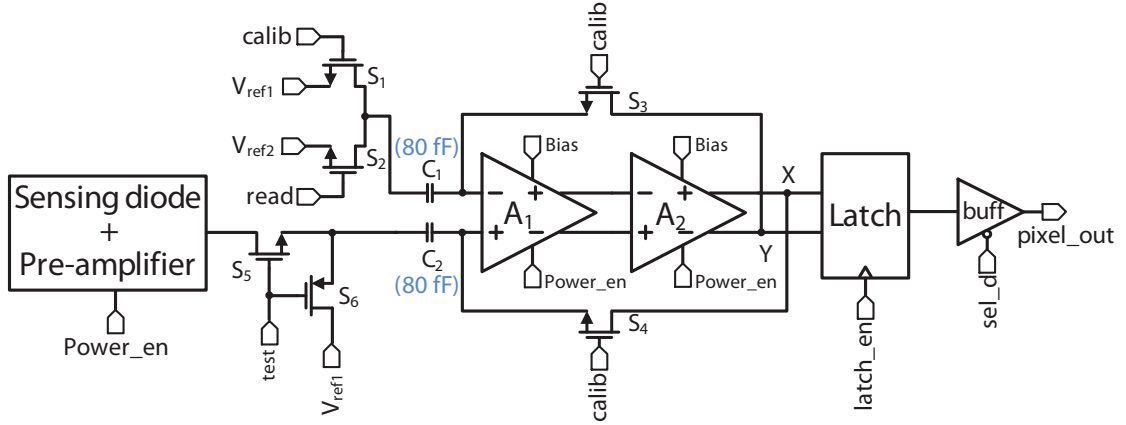 calib
S1
Vref1
Vref2
S2
read
(80 fF)
C1
calib
S3
Bias
Bias
− +
A1
+ −
− +
A2
+ −
Power_en
Power_en
X
Y
Latch
latch_en
buff
sel_d
pixel_out
Sensing diode
+
Pre-amplifier
Power_en
S5
S6
test
Vref1
C2
(80 fF)
S4
calib